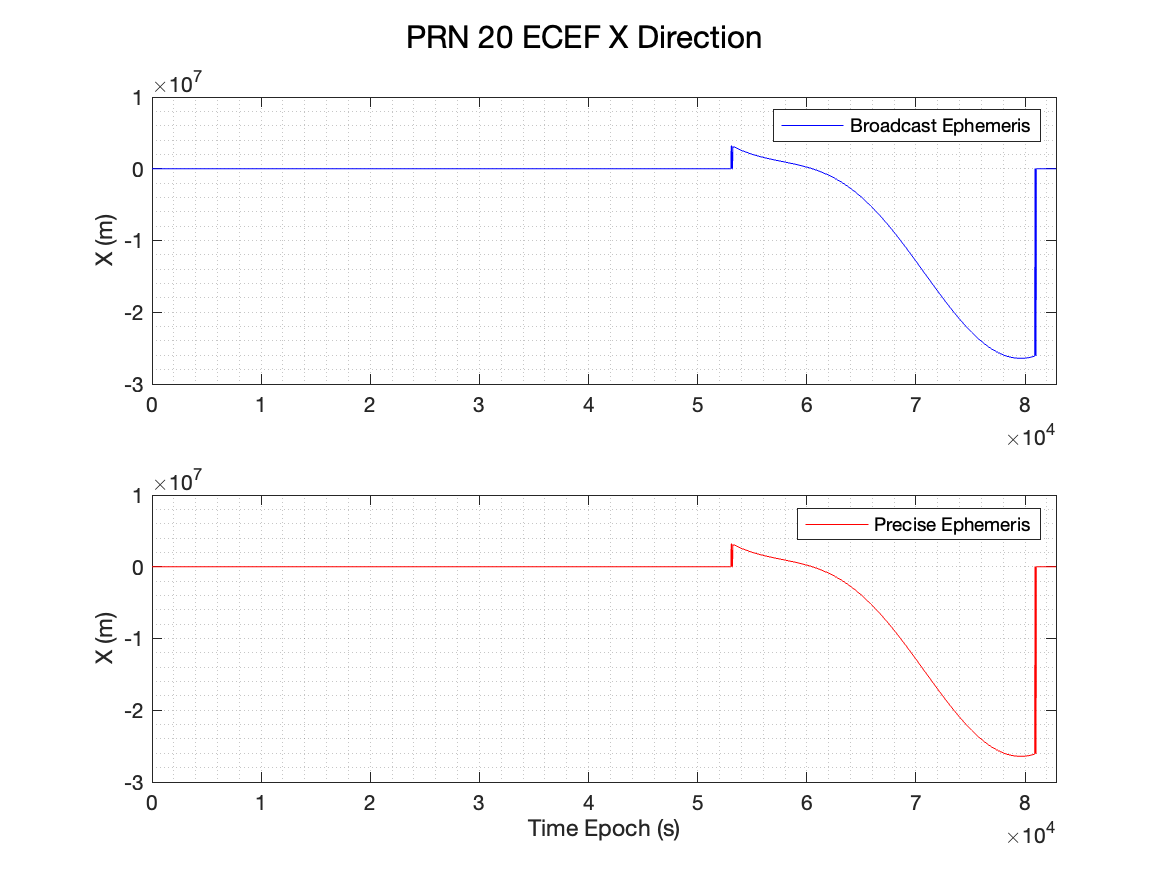 PRN 20 ECEF X Direction
×10^7
1
0
-1
-2
-3
X (m)
Broadcast Ephemeris
0 1 2 3 4 5 6 7 8
×10^4
×10^7
1
0
-1
-2
-3
X (m)
Precise Ephemeris
0 1 2 3 4 5 6 7 8
Time Epoch (s)
×10^4